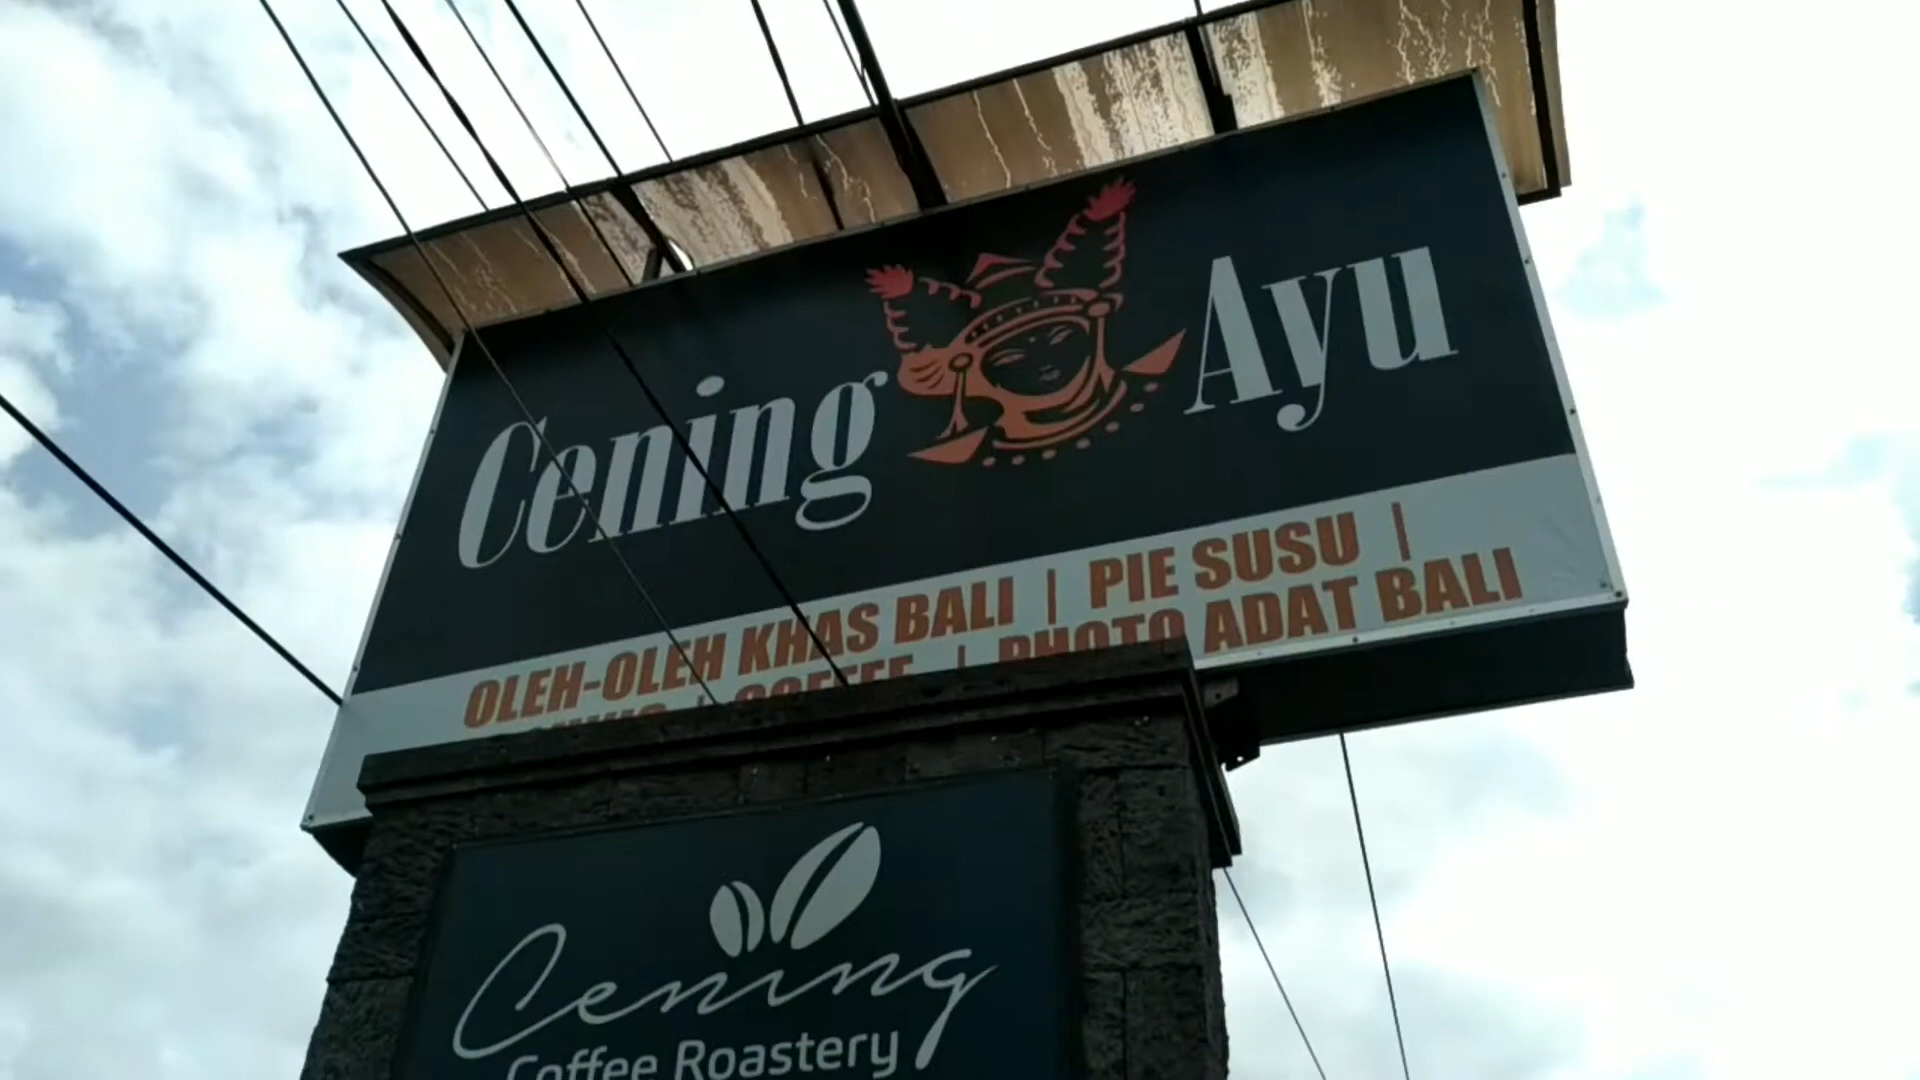 Cening Ayu
OLEH-OLEH KHAS BALI | PIE SUSU |
| COFFEE | PHOTO ADAT BALI
Cening
Coffee Roastery